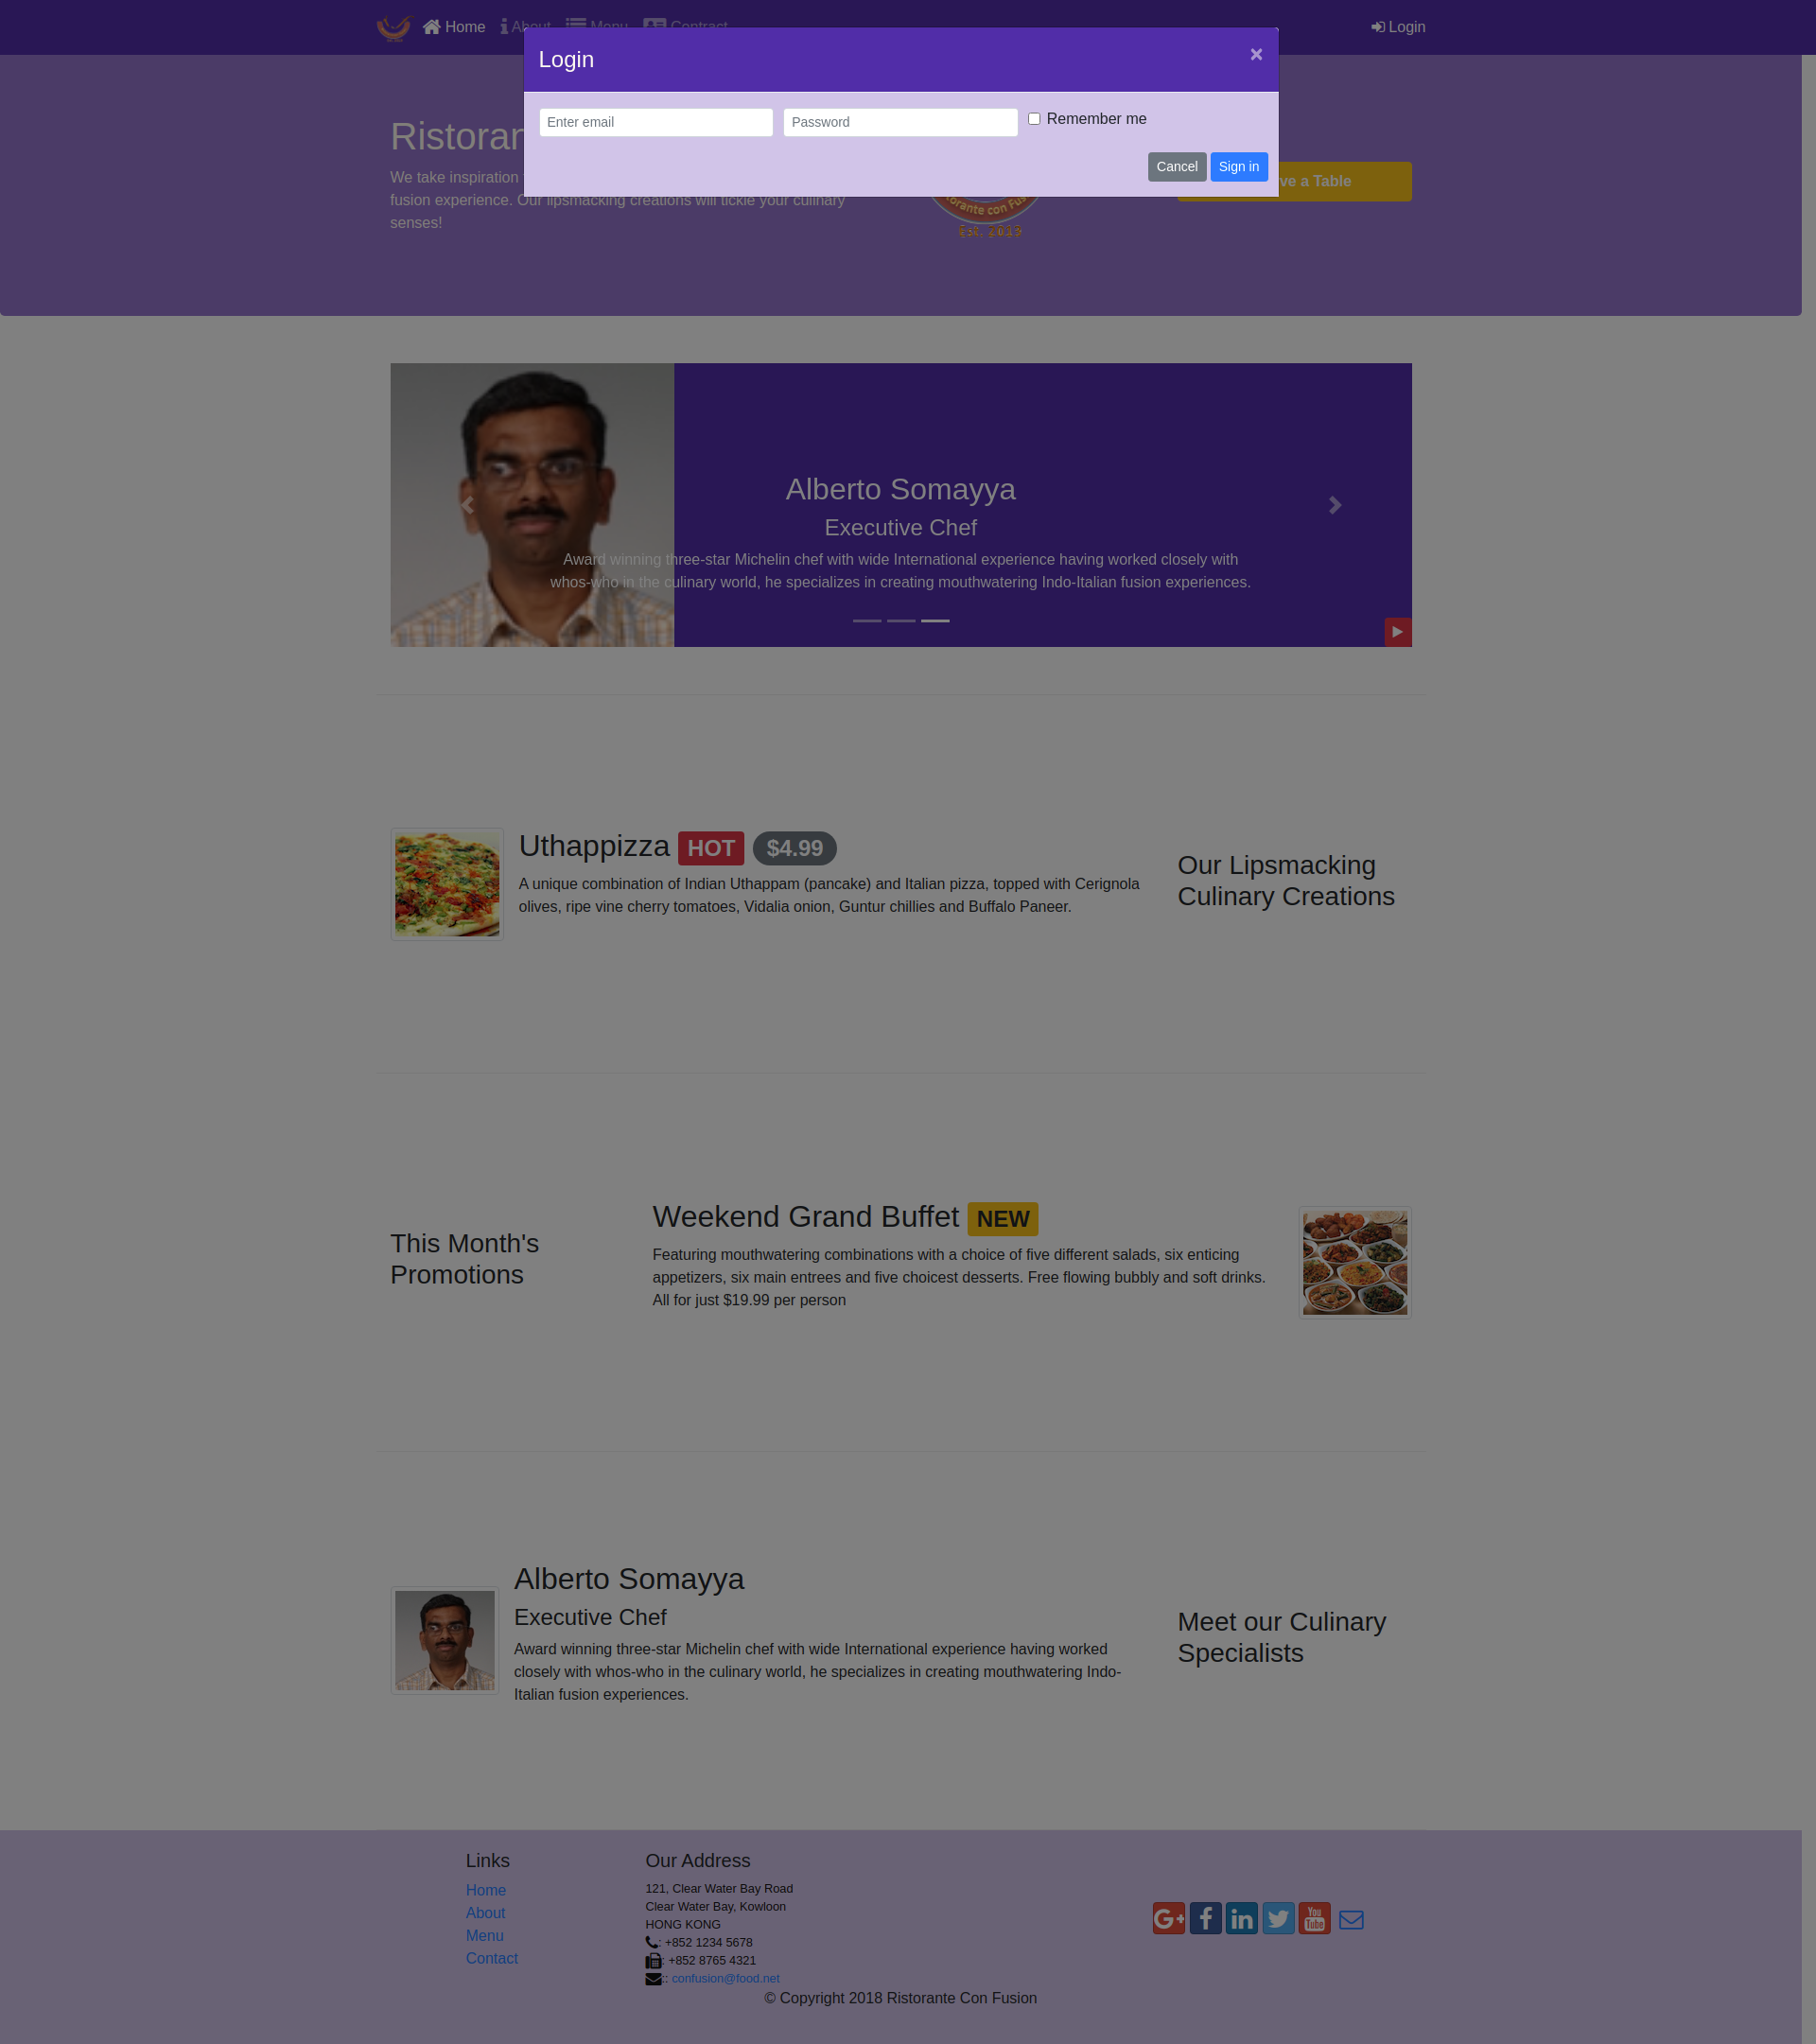 Home About Menu Contract Login
Login ×
Enter email Password Remember me
Cancel Sign in
Ristoran
We take inspiration
fusion experience. Our lipsmacking creations will tickle your culinary
senses!
Ristorante con Fus
Est. 2013
ve a Table
Alberto Somayya
Executive Chef
Award winning three-star Michelin chef with wide International experience having worked closely with
whos-who in the culinary world, he specializes in creating mouthwatering Indo-Italian fusion experiences.
Uthappizza HOT $4.99
A unique combination of Indian Uthappam (pancake) and Italian pizza, topped with Cerignola
olives, ripe vine cherry tomatoes, Vidalia onion, Guntur chillies and Buffalo Paneer.
Our Lipsmacking
Culinary Creations
This Month's
Promotions
Weekend Grand Buffet NEW
Featuring mouthwatering combinations with a choice of five different salads, six enticing
appetizers, six main entrees and five choicest desserts. Free flowing bubbly and soft drinks.
All for just $19.99 per person
Alberto Somayya
Executive Chef
Award winning three-star Michelin chef with wide International experience having worked
closely with whos-who in the culinary world, he specializes in creating mouthwatering Indo-
Italian fusion experiences.
Meet our Culinary
Specialists
Links
Home
About
Menu
Contact
Our Address
121, Clear Water Bay Road
Clear Water Bay, Kowloon
HONG KONG
: +852 1234 5678
: +852 8765 4321
:: confusion@food.net
You
Tube
© Copyright 2018 Ristorante Con Fusion